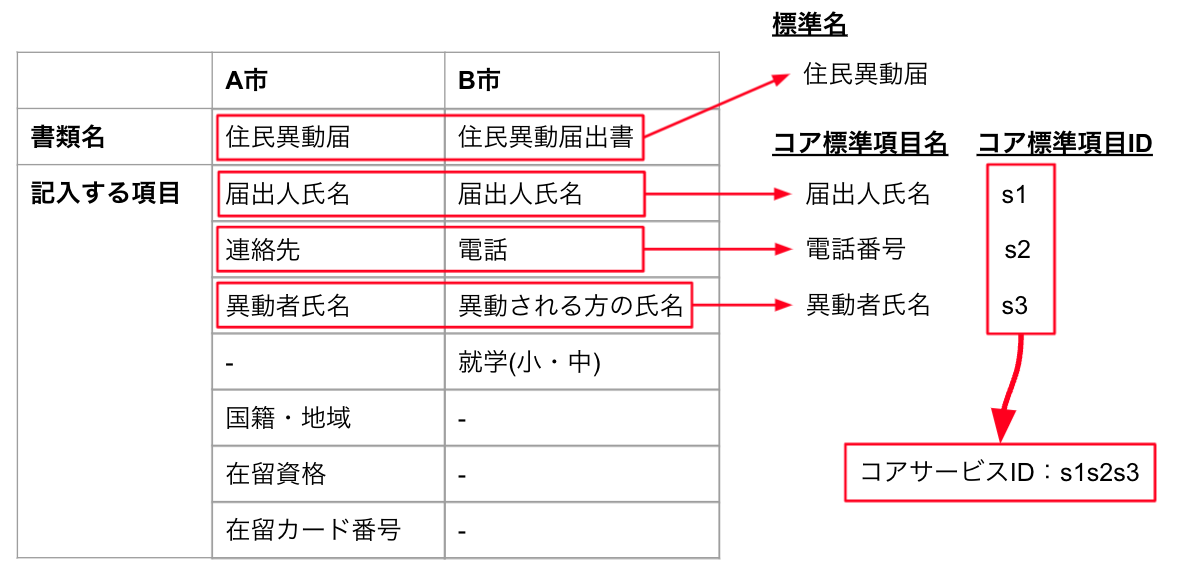 標準名
住民異動届
A市 B市
書類名 住民異動届 住民異動届出書
コア標準項目名 コア標準項目ID
記入する項目 届出人氏名 届出人氏名 届出人氏名 s1
連絡先 電話 電話番号 s2
異動者氏名 異動される方の氏名 異動者氏名 s3
- 就学(小・中)
国籍・地域 -
在留資格 -
コアサービスID：s1s2s3
在留カード番号 -